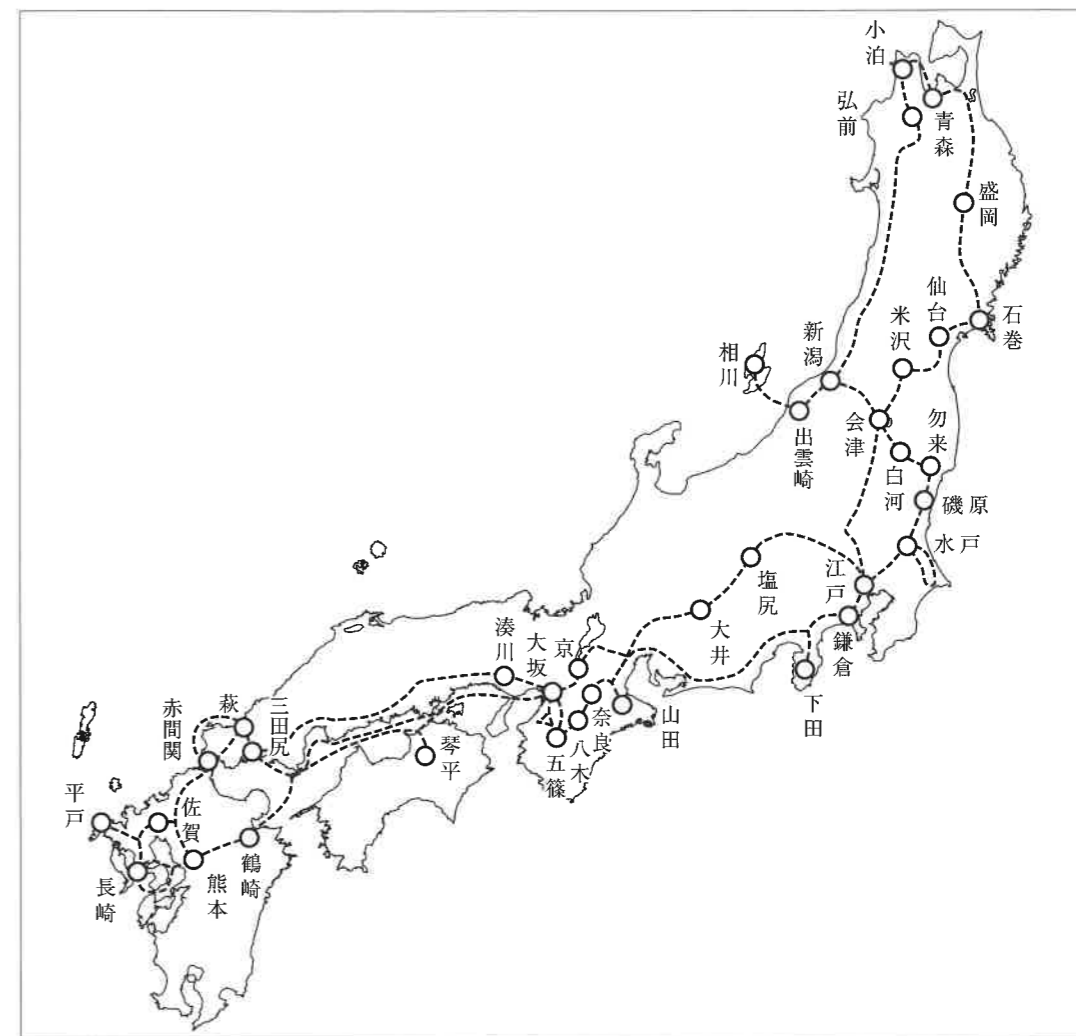 小泊
弘前
青森
盛岡
仙台
石巻
米沢
新潟
相川
出雲崎
会津
勿来
白河
磯原
水戸
江戸
塩尻
大井
鎌倉
下田
京
大坂
湊川
山田
奈良
八木
五篠
琴平
三田尻
萩
赤間関
平戸
佐賀
長崎
熊本
鶴崎